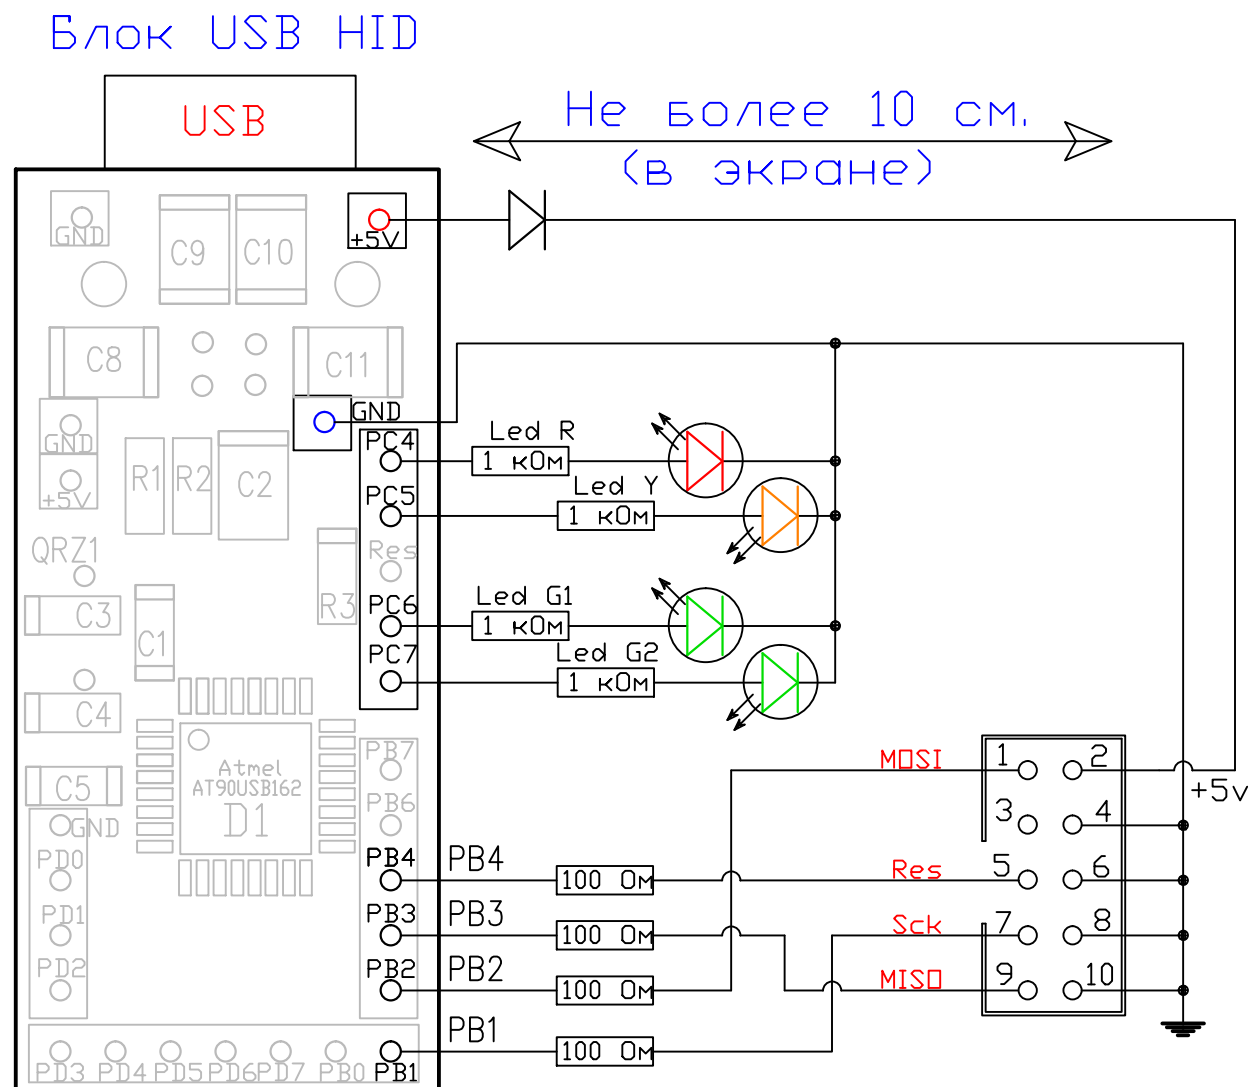 Блок USB HID
USB
Не более 10 см.
(в экране)
GND
C9
C10
+5V
C8
C11
GND
GND
+5V
R1
R2
C2
PC4
Led R
1 кОм
PC5
Led Y
1 кОм
QRZ1
Res
R3
C3
C1
PC6
Led G1
1 кОм
PC7
Led G2
1 кОм
C4
C5
Atmel
AT90USB162
D1
PB7
PB6
GND
PD0
PD1
PD2
PB4
PB4
100 Ом
PB3
PB3
100 Ом
PB2
PB2
100 Ом
PB1
100 Ом
PD3 PD4 PD5 PD6 PD7 PB0 PB1
MOSI
1 2
+5v
3 4
Res
5 6
Sck
7 8
MISO
9 10